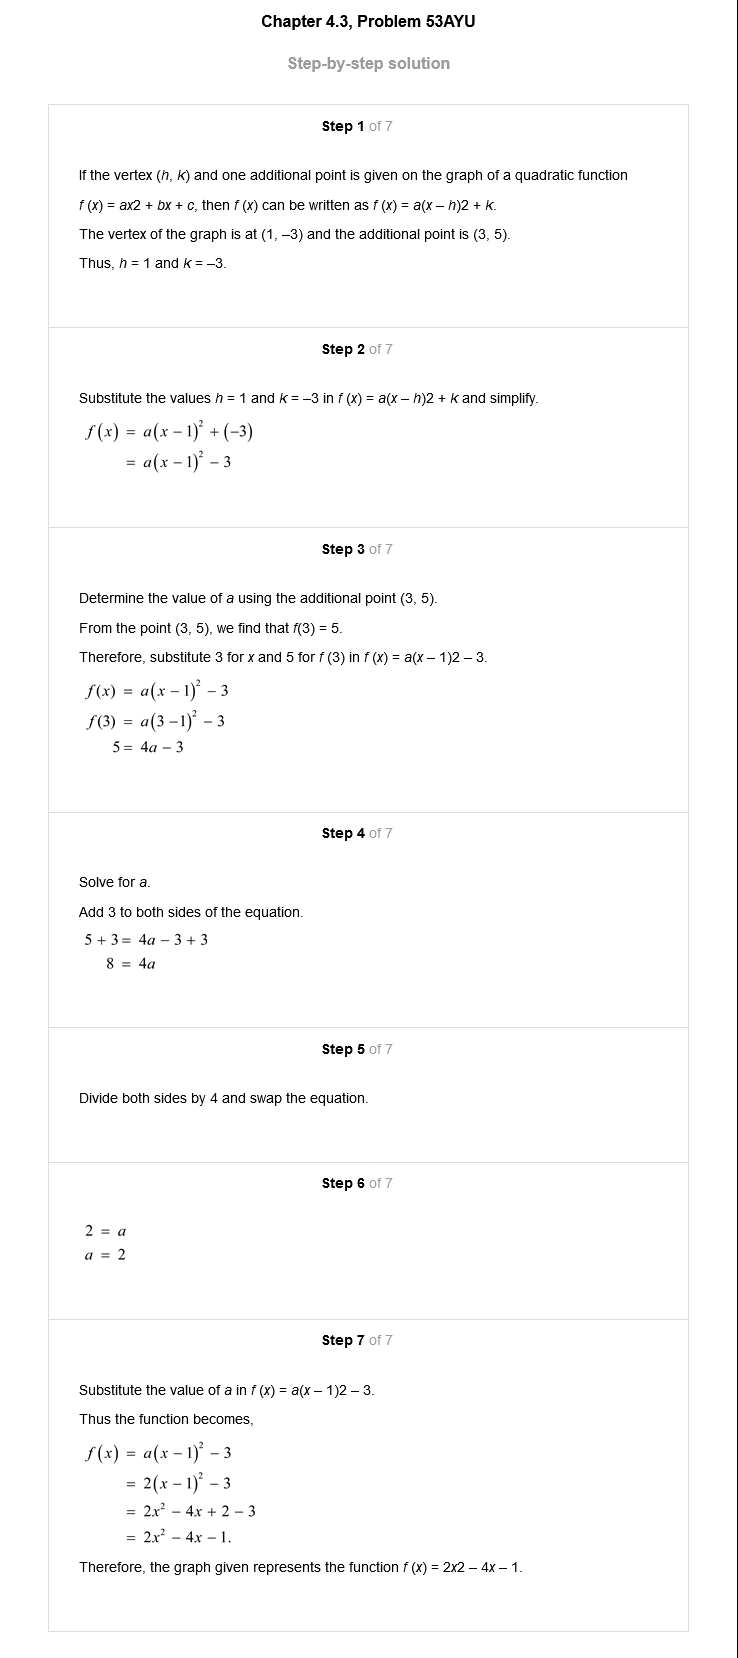 Chapter 4.3, Problem 53AYU
Step-by-step solution
Step 1 of 7
If the vertex (h, k) and one additional point is given on the graph of a quadratic function
f (x) = ax2 + bx + c, then f (x) can be written as f (x) = a(x – h)2 + k.
The vertex of the graph is at (1, –3) and the additional point is (3, 5).
Thus, h = 1 and k = –3.
Step 2 of 7
Substitute the values h = 1 and k = –3 in f (x) = a(x – h)2 + k and simplify.
f(x) = a(x − 1)² + (−3)
= a(x − 1)² − 3
Step 3 of 7
Determine the value of a using the additional point (3, 5).
From the point (3, 5), we find that f(3) = 5.
Therefore, substitute 3 for x and 5 for f (3) in f (x) = a(x – 1)2 – 3.
f(x) = a(x − 1)² − 3
f(3) = a(3 − 1)² − 3
5 = 4a − 3
Step 4 of 7
Solve for a.
Add 3 to both sides of the equation.
5 + 3 = 4a − 3 + 3
8 = 4a
Step 5 of 7
Divide both sides by 4 and swap the equation.
Step 6 of 7
2 = a
a = 2
Step 7 of 7
Substitute the value of a in f (x) = a(x – 1)2 – 3.
Thus the function becomes,
f(x) = a(x − 1)² − 3
= 2(x − 1)² − 3
= 2x² − 4x + 2 − 3
= 2x² − 4x − 1.
Therefore, the graph given represents the function f (x) = 2x2 – 4x – 1.